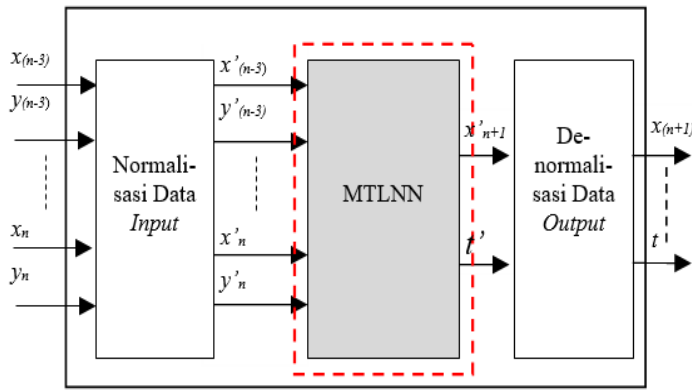 x(n-3)
y(n-3)
xn
yn
Normali-
sasi Data
Input
x'(n-3)
y'(n-3)
x'n
y'n
MTLNN
x'n+1
t'
De-
normali-
sasi Data
Output
x(n+1)
t